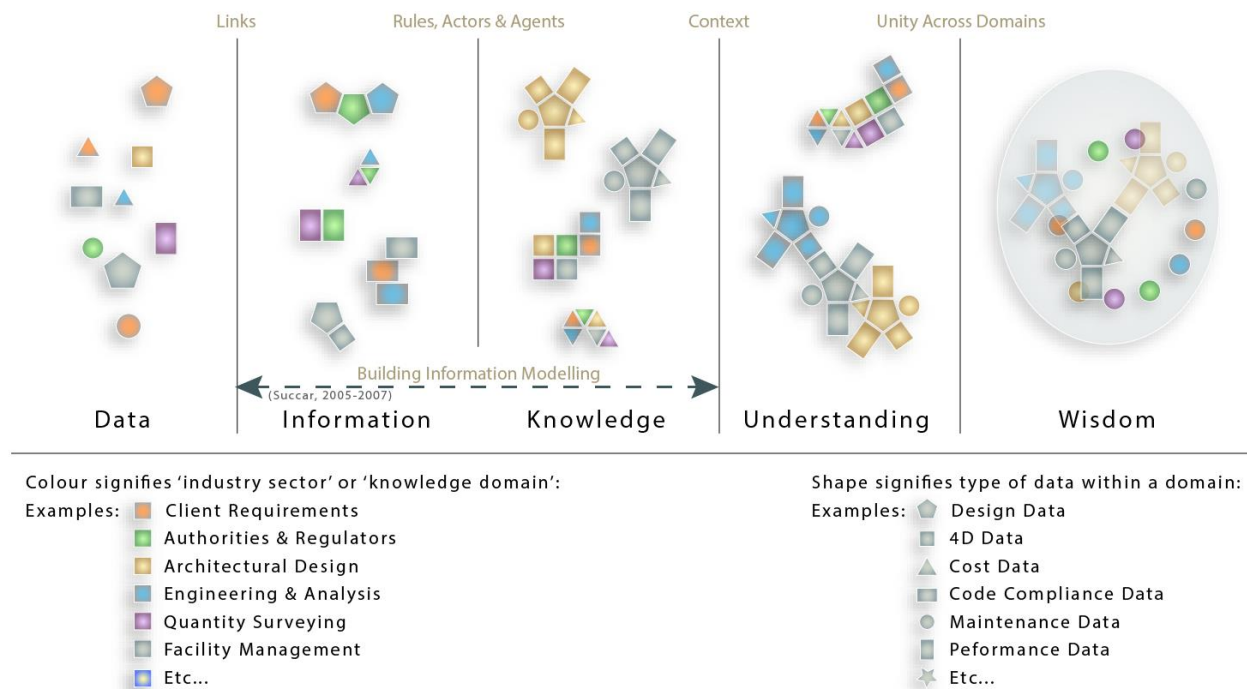 Links
Rules, Actors & Agents
Context
Unity Across Domains
Building Information Modelling
(Succar, 2005-2007)
Data
Information
Knowledge
Understanding
Wisdom
Colour signifies ‘industry sector’ or ‘knowledge domain’:
Examples:
Client Requirements
Authorities & Regulators
Architectural Design
Engineering & Analysis
Quantity Surveying
Facility Management
Etc...
Shape signifies type of data within a domain:
Examples:
Design Data
4D Data
Cost Data
Code Compliance Data
Maintenance Data
Peformance Data
Etc...